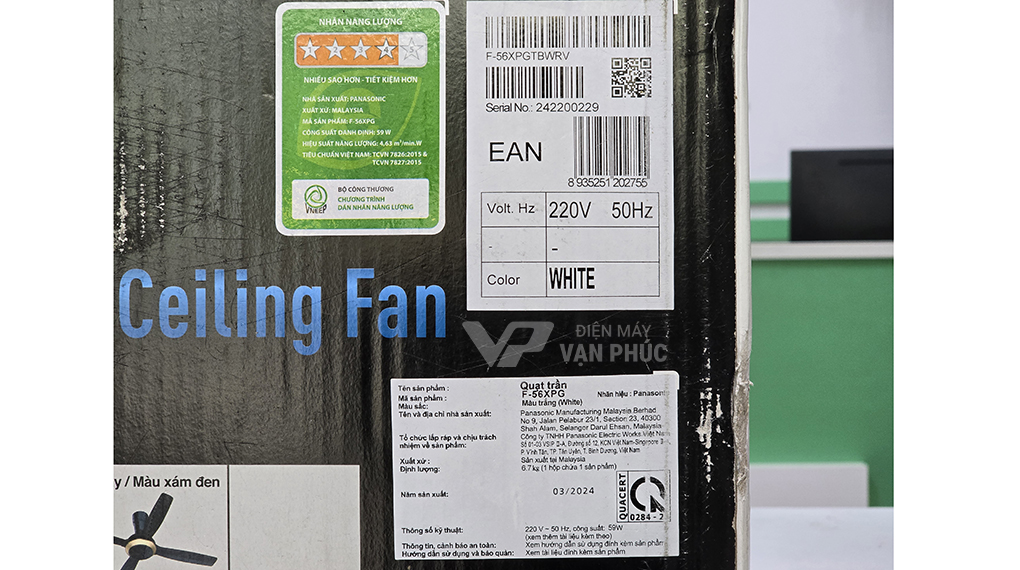 NHÃN NĂNG LƯỢNG
NHIỀU SAO HƠN - TIẾT KIỆM HƠN
NHÀ SẢN XUẤT: PANASONIC
XUẤT XỨ: MALAYSIA
MÃ SẢN PHẨM: F-56XPG
CÔNG SUẤT DANH ĐỊNH: 59 W
HIỆU SUẤT NĂNG LƯỢNG: 4.63 m³/min.W
TIÊU CHUẨN VIỆT NAM: TCVN 7826:2015 &
TCVN 7827:2015
VNEEP
BỘ CÔNG THƯƠNG
CHƯƠNG TRÌNH
DÁN NHÃN NĂNG LƯỢNG
F-56XPGTBWRV
Serial No.: 242200229
EAN
8 935251 202755
Volt. Hz 220V 50Hz
- -
Color WHITE
Ceiling Fan
VP ĐIỆN MÁY
VẠN PHÚC
Tên sản phẩm : Quạt trần
Mã sản phẩm : F-56XPG Nhãn hiệu : Panasonic
Màu sắc: Màu trắng (White)
Tên và địa chỉ nhà sản xuất: Panasonic Manufacturing Malaysia Berhad
No 9, Jalan Pelabur 23/1, Section 23, 40300
Shah Alam, Selangor Darul Ehsan, Malaysia
Tổ chức lắp ráp và chịu trách nhiệm về sản phẩm: Công ty TNHH Panasonic Electric Works Việt Nam
Số 01-03 VSIP II-A, Đường số 12, KCN Việt Nam-Singapore II-A,
P. Vĩnh Tân, TP. Tân Uyên, T. Bình Dương, Việt Nam
Xuất xứ : Sản xuất tại Malaysia
Định lượng: 6.7 kg (1 hộp chứa 1 sản phẩm)
Năm sản xuất: 03/2024
QUACERT
0284 - 2
Thông số kỹ thuật: 220 V ~ 50 Hz, công suất: 59W
(xem thêm tài liệu kèm theo)
Thông tin, cảnh báo an toàn: Xem hướng dẫn sử dụng đính kèm sản phẩm
Hướng dẫn sử dụng và bảo quản: Xem tài liệu đính kèm sản phẩm
y / Màu xám đen